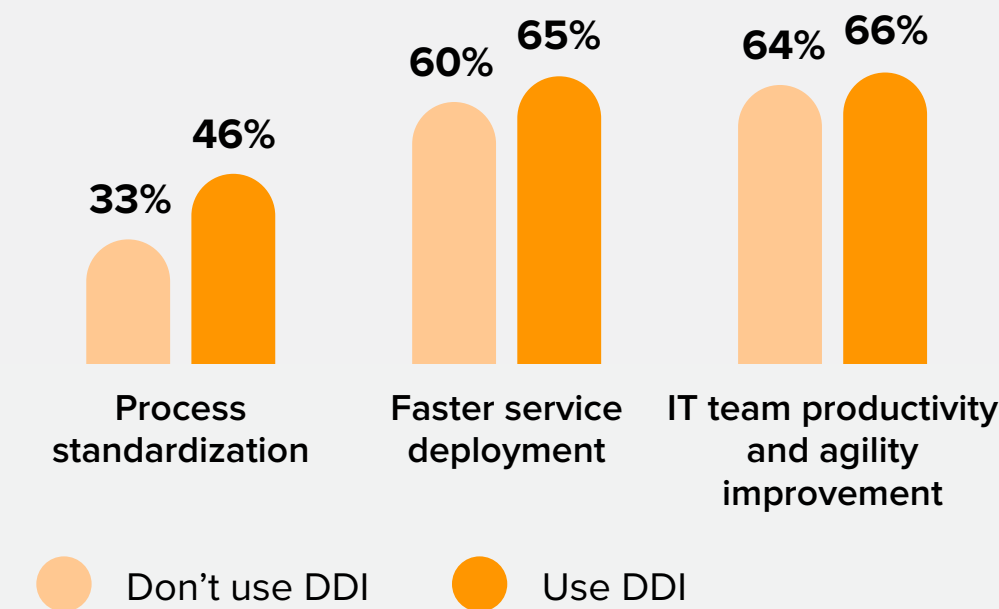 33%
46%
60%
65%
64%
66%
Process
standardization
Faster service
deployment
IT team productivity
and agility
improvement
Don’t use DDI
Use DDI